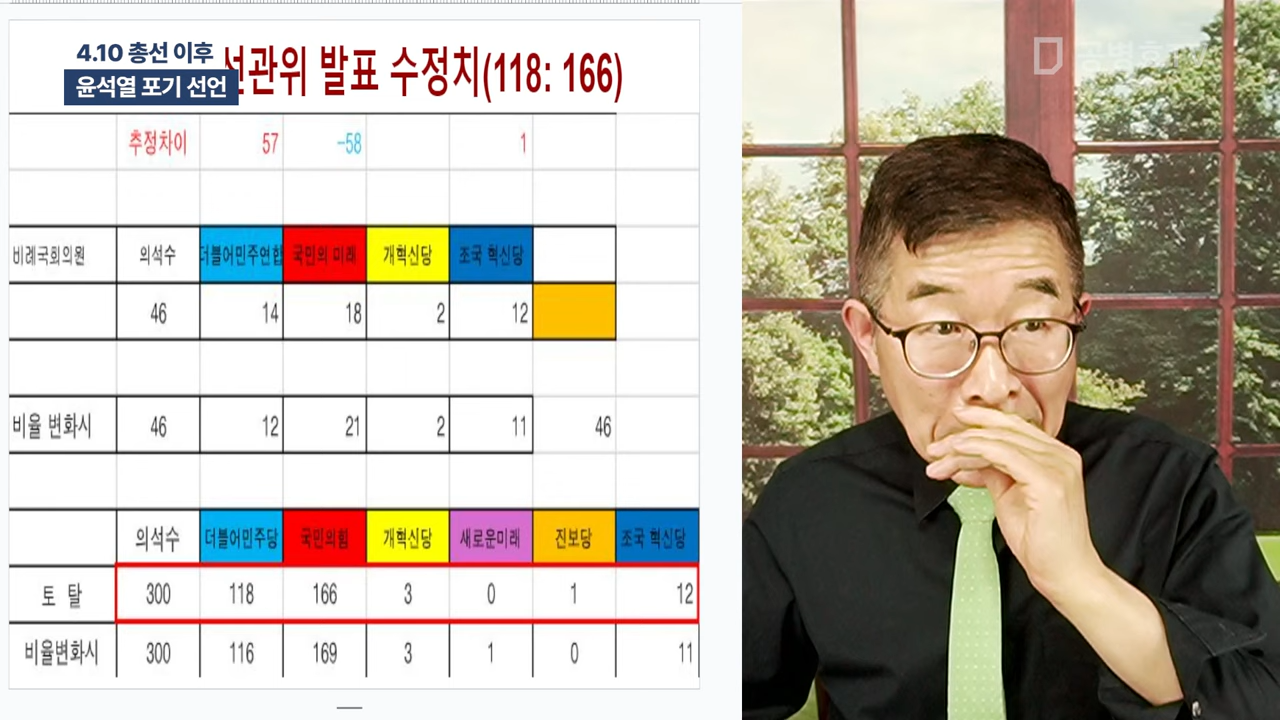 4.10 총선 이후
윤석열 포기 선언
선관위 발표 수정치(118: 166)
공병호TV
추정차이 57 -58 1
비례국회의원 의석수 더불어민주연합 국민의 미래 개혁신당 조국 혁신당
46 14 18 2 12
비율 변화시 46 12 21 2 11 46
의석수 더불어민주당 국민의힘 개혁신당 새로운미래 진보당 조국 혁신당
토 탈 300 118 166 3 0 1 12
비율변화시 300 116 169 3 1 0 11